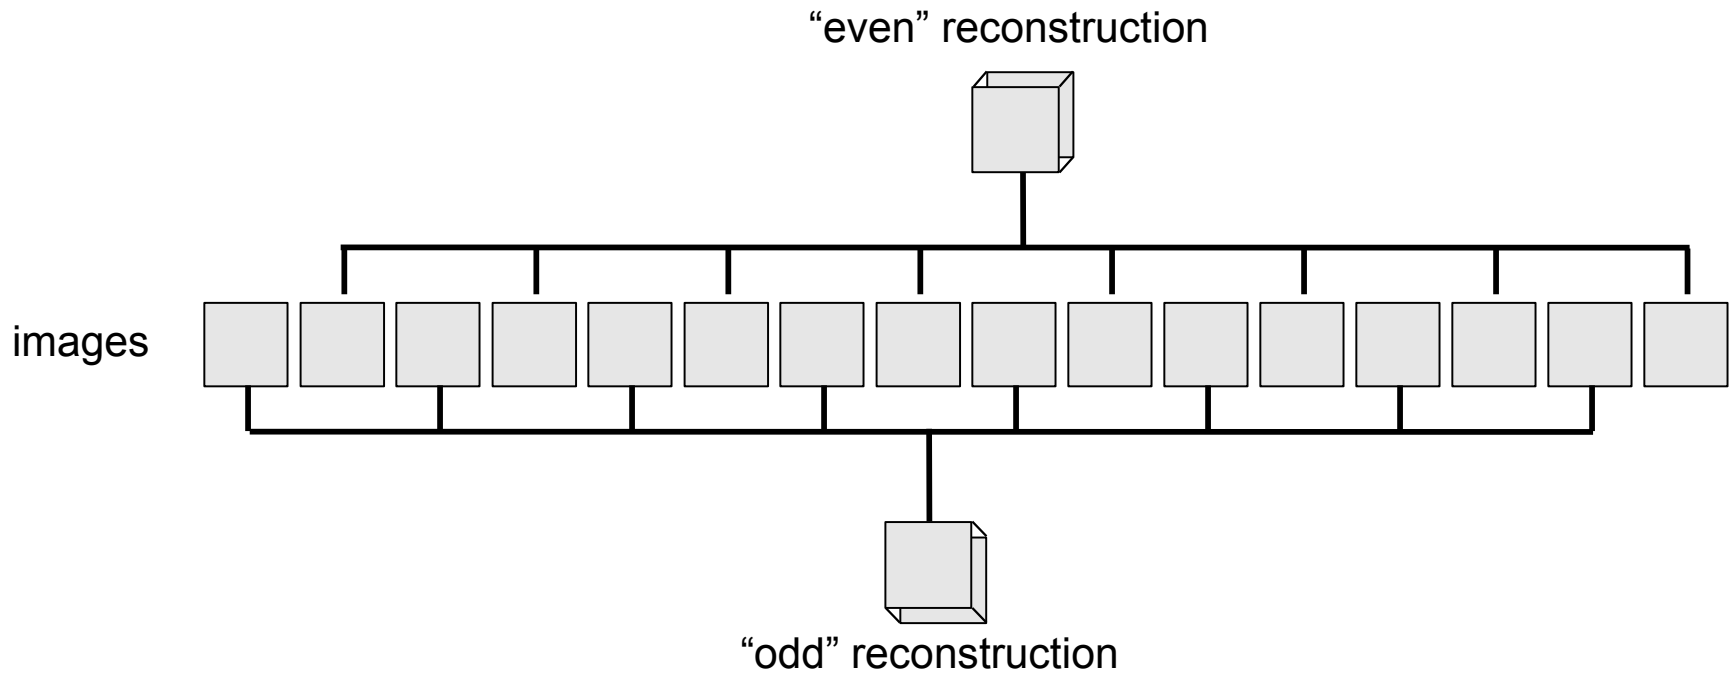 “even” reconstruction
images
“odd” reconstruction